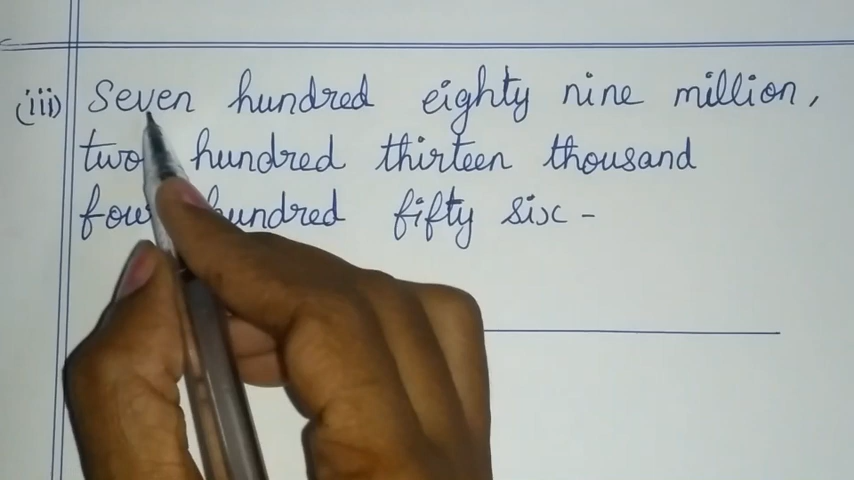 (iii) Seven hundred eighty nine million,
two hundred thirteen thousand
four hundred fifty six -